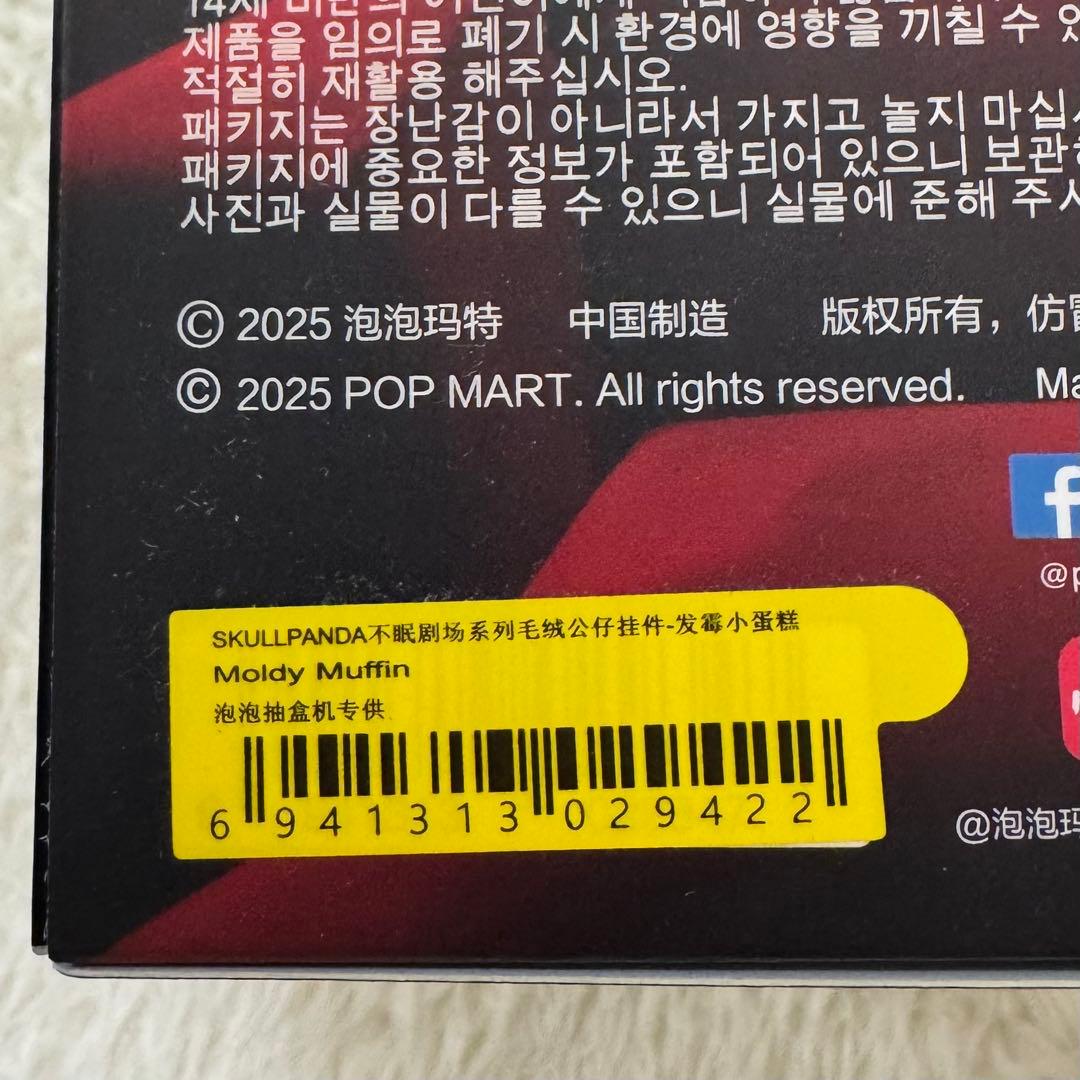 제품을 임의로 폐기 시 환경에 영향을 끼칠 수
적절히 재활용 해주십시오.
패키지는 장난감이 아니라서 가지고 놀지
패키지에 중요한 정보가 포함되어 있으니
사진과 실물이 다를 수 있으니 실물에 준해
© 2025 泡泡玛特 中国制造 版权所有，
© 2025 POP MART. All rights reserved.
SKULLPANDA不眠剧场系列毛绒公仔挂件-发霉小蛋糕
Moldy Muffin
泡泡抽盒机专供
6 941313 029422